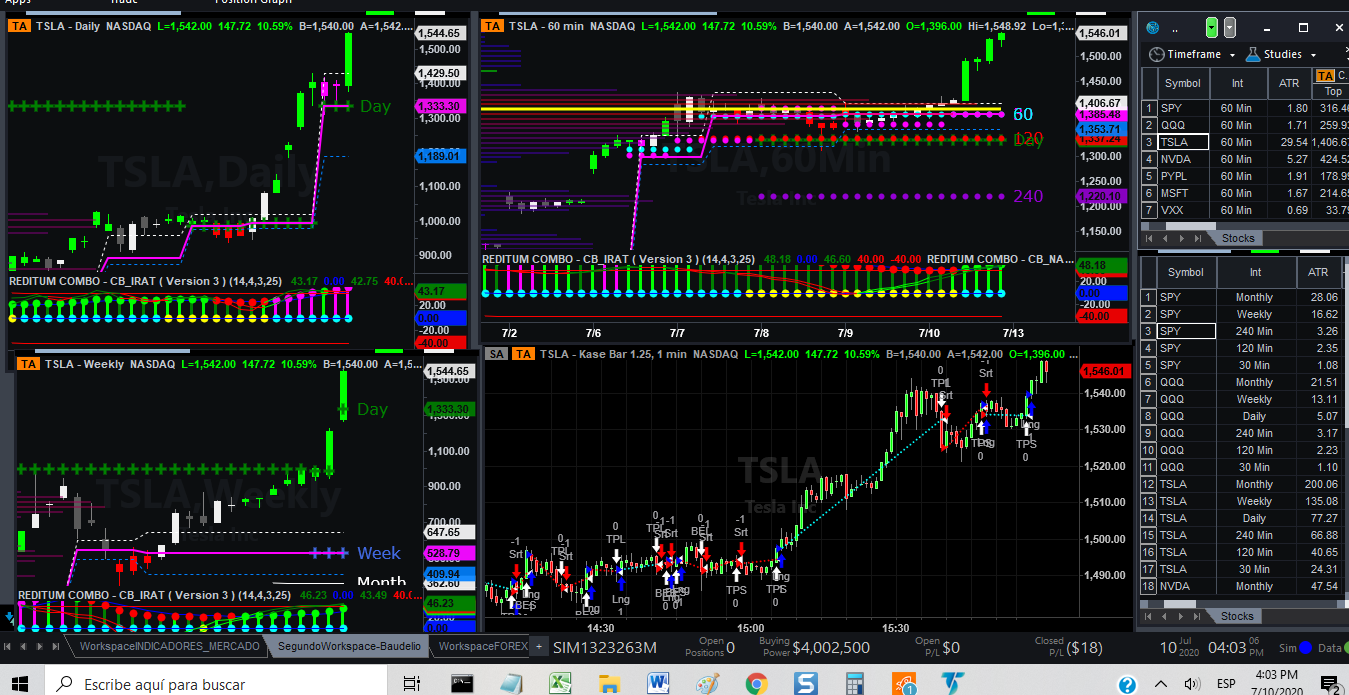 Apps Trade Position Graph
TA TSLA - Daily NASDAQ L=1,542.00 147.72 10.59% B=1,540.00 A=1,542....
1,544.65
1,500.00
1,429.50
1,400.00
1,333.30
1,300.00
1,189.01
1,100.00
1,000.00
900.00
Day
TSLA,Daily
REDITUM COMBO - CB_IRAT ( Version 3 ) (14,4,3,25) 43.17 0.00 42.75 40.0...
43.17
20.00
0.00
-20.00
-40.00
TA TSLA - 60 min NASDAQ L=1,542.00 147.72 10.59% B=1,540.00 A=1,542.00 O=1,396.00 Hi=1,548.92 Lo=1,...
1,546.01
1,500.00
1,450.00
1,406.67
1,385.48
1,353.71
1,337.24
1,300.00
1,250.00
1,220.10
1,200.00
1,150.00
60
120
Day
240
TSLA,60Min
Tesla Inc
REDITUM COMBO - CB_IRAT ( Version 3 ) (14,4,3,25) 48.18 0.00 46.60 40.00 -40.00 REDITUM COMBO - CB_NA...
48.18
20.00
0.00
-20.00
-40.00
7/2 7/6 7/7 7/8 7/9 7/10 7/13
TA TSLA - Weekly NASDAQ L=1,542.00 147.72 10.59% B=1,540.00 A=1,5...
1,544.65
1,500.00
1,333.30
1,300.00
1,100.00
900.00
700.00
647.65
528.79
409.94
362.60
Day
Week
Month
TSLA,Weekly
Tesla Inc
REDITUM COMBO - CB_IRAT ( Version 3 ) (14,4,3,25) 46.23 0.00 43.49 40.0...
46.23
0.00
SA TA TSLA - Kase Bar 1.25, 1 min NASDAQ L=1,542.00 147.72 10.59% B=1,540.00 A=1,542.00 O=1,396.00 ...
1,546.01
1,540.00
1,530.00
1,520.00
1,510.00
1,500.00
1,490.00
TSLA
Tesla Inc
14:30 15:00 15:30
Timeframe Studies
Symbol Int ATR TA C.
Top
1 SPY 60 Min 1.80 316.46
2 QQQ 60 Min 1.71 259.93
3 TSLA 60 Min 29.54 1,406.67
4 NVDA 60 Min 5.27 424.52
5 PYPL 60 Min 1.91 178.99
6 MSFT 60 Min 1.67 214.69
7 VXX 60 Min 0.69 33.79
Stocks
Symbol Int ATR
1 SPY Monthly 28.06
2 SPY Weekly 16.62
3 SPY 240 Min 3.26
4 SPY 120 Min 2.35
5 SPY 30 Min 1.08
6 QQQ Monthly 21.51
7 QQQ Weekly 13.11
8 QQQ Daily 5.07
9 QQQ 240 Min 3.17
10 QQQ 120 Min 2.23
11 QQQ 30 Min 1.10
12 TSLA Monthly 200.06
13 TSLA Weekly 135.08
14 TSLA Daily 77.27
15 TSLA 240 Min 66.88
16 TSLA 120 Min 40.65
17 TSLA 30 Min 24.31
18 NVDA Monthly 47.54
Stocks
WorkspaceINDICADORES_MERCADO SegundoWorkspace-Baudelio WorkspaceFOREX + SIM1323263M Open Positions 0 Buying Power $4,002,500 Open P/L $0 Closed P/L ($18) 10 Jul 2020 04:03 06 PM Sim Data
Escribe aquí para buscar
ESP
4:03 PM
7/10/2020
2